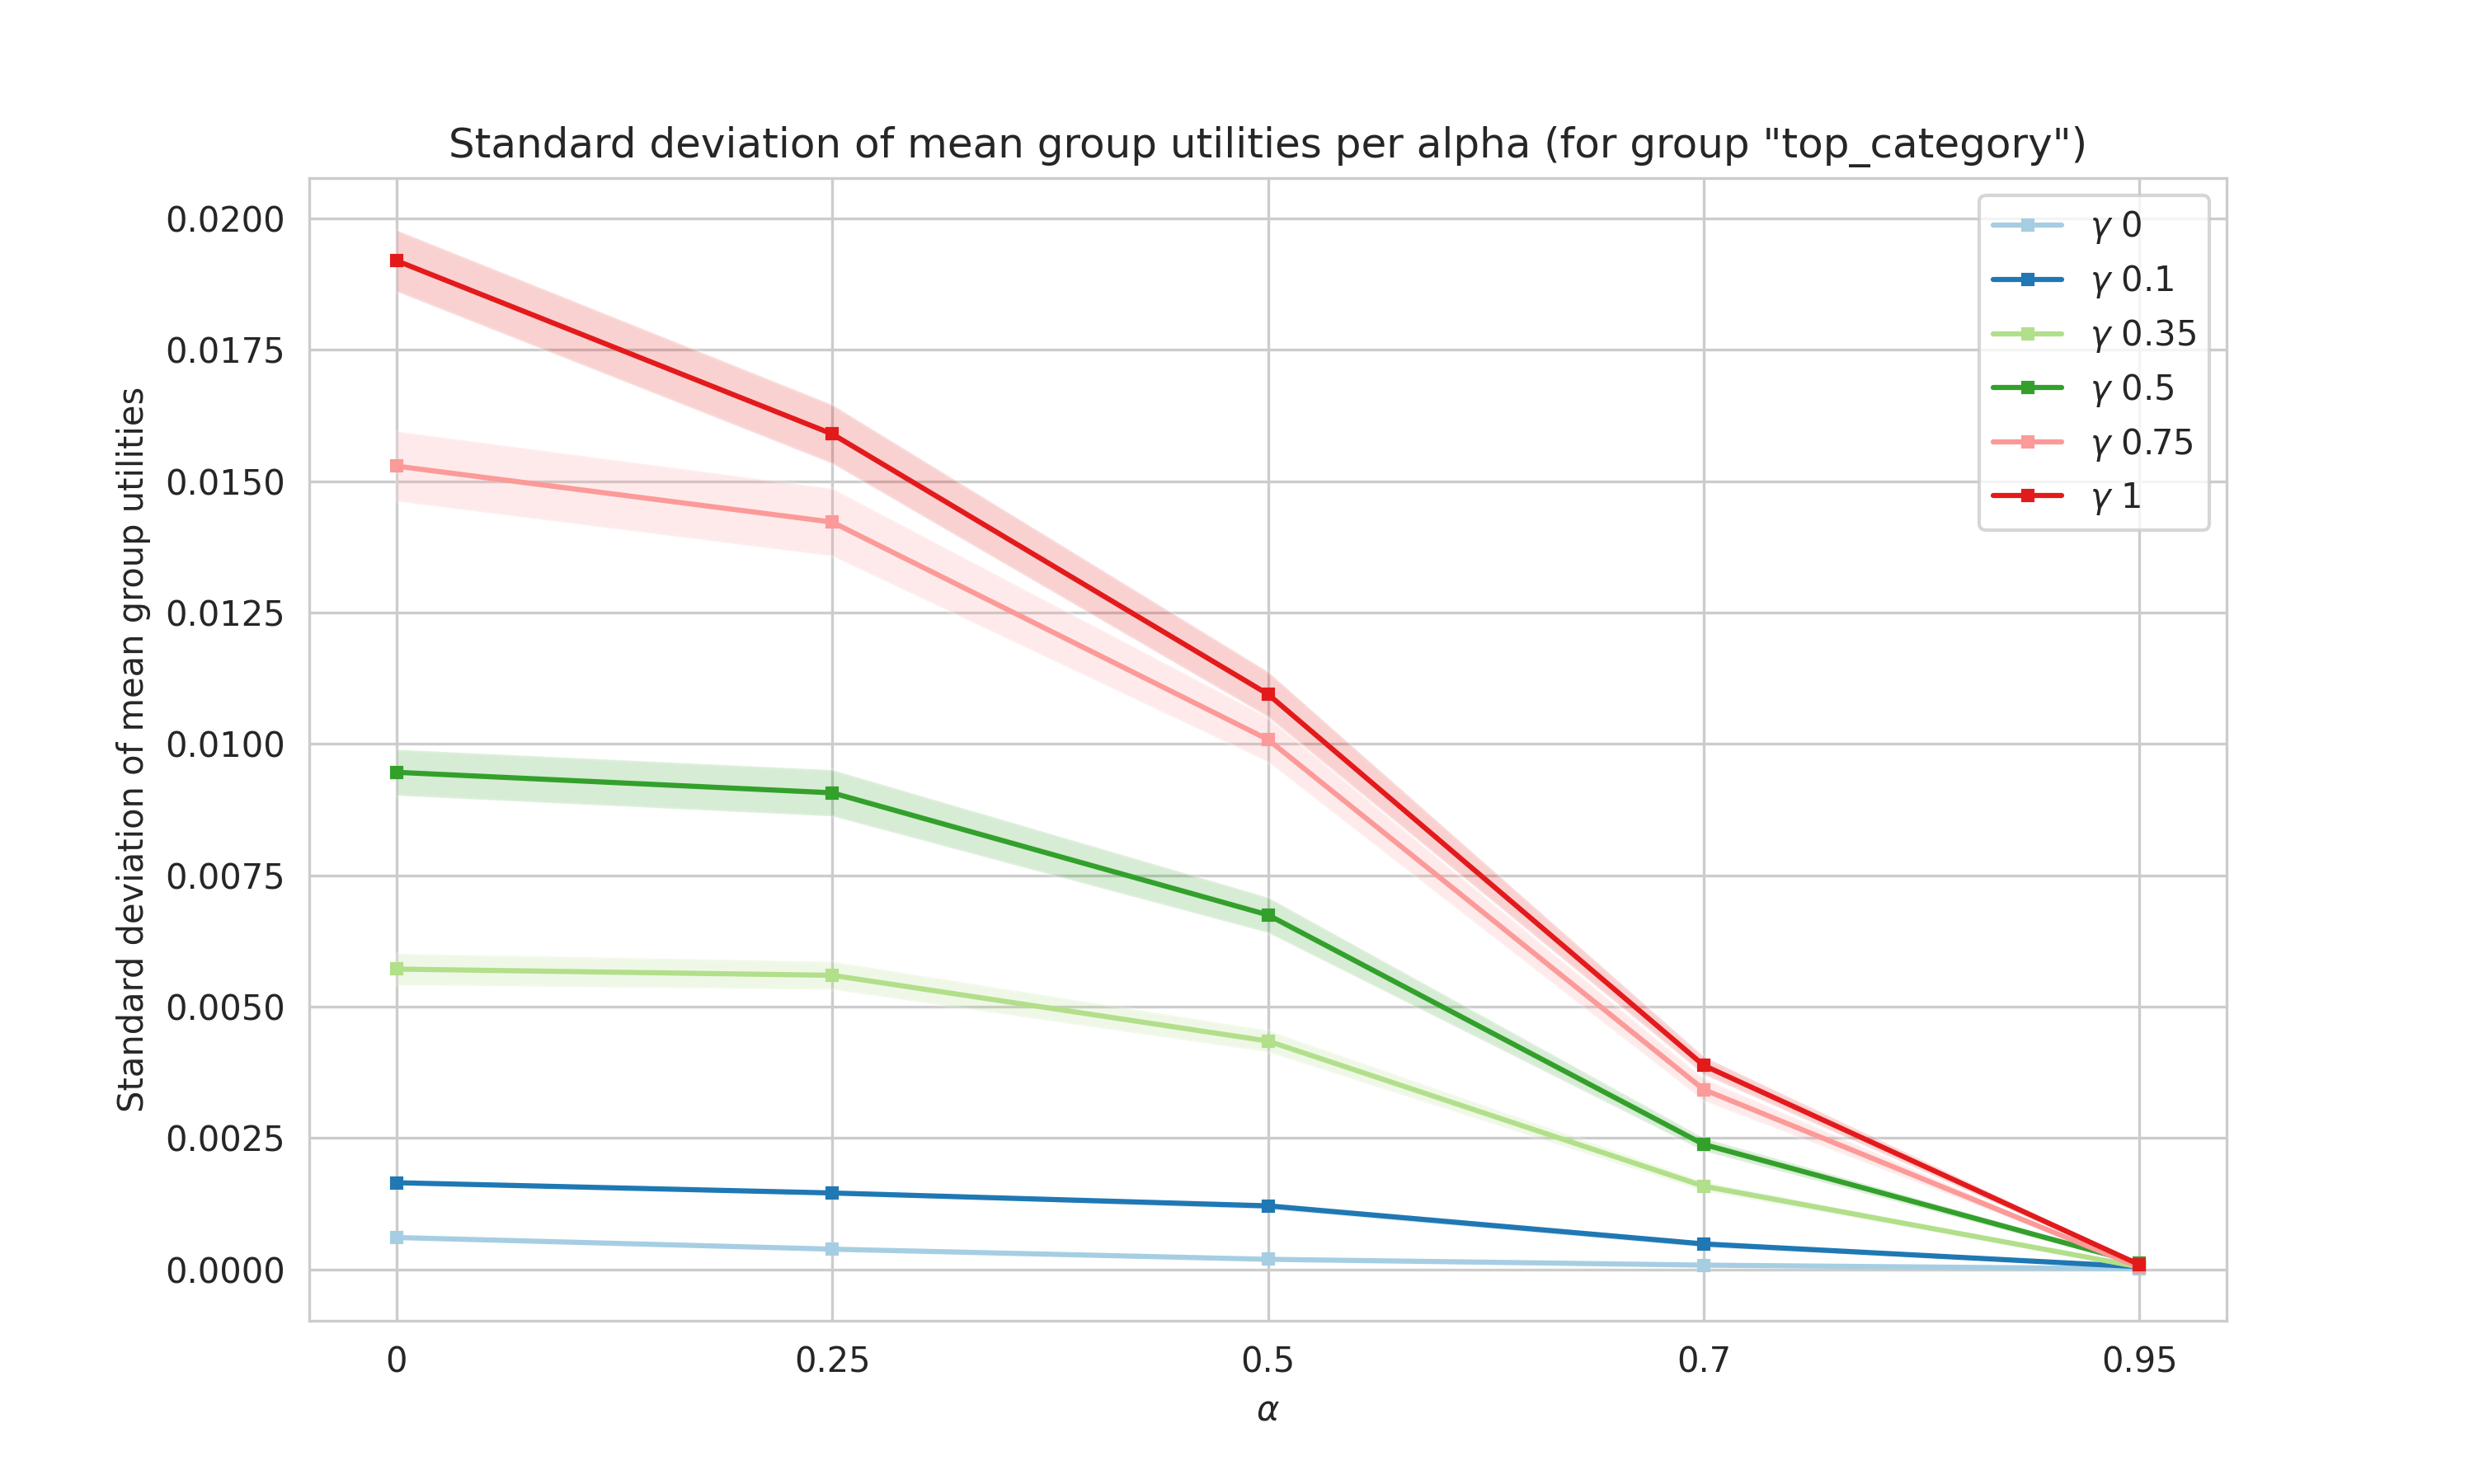 Standard deviation of mean group utilities per alpha (for group "top_category")
Standard deviation of mean group utilities
0.0200
0.0175
0.0150
0.0125
0.0100
0.0075
0.0050
0.0025
0.0000
γ 0
γ 0.1
γ 0.35
γ 0.5
γ 0.75
γ 1
0 0.25 0.5 0.7 0.95
α